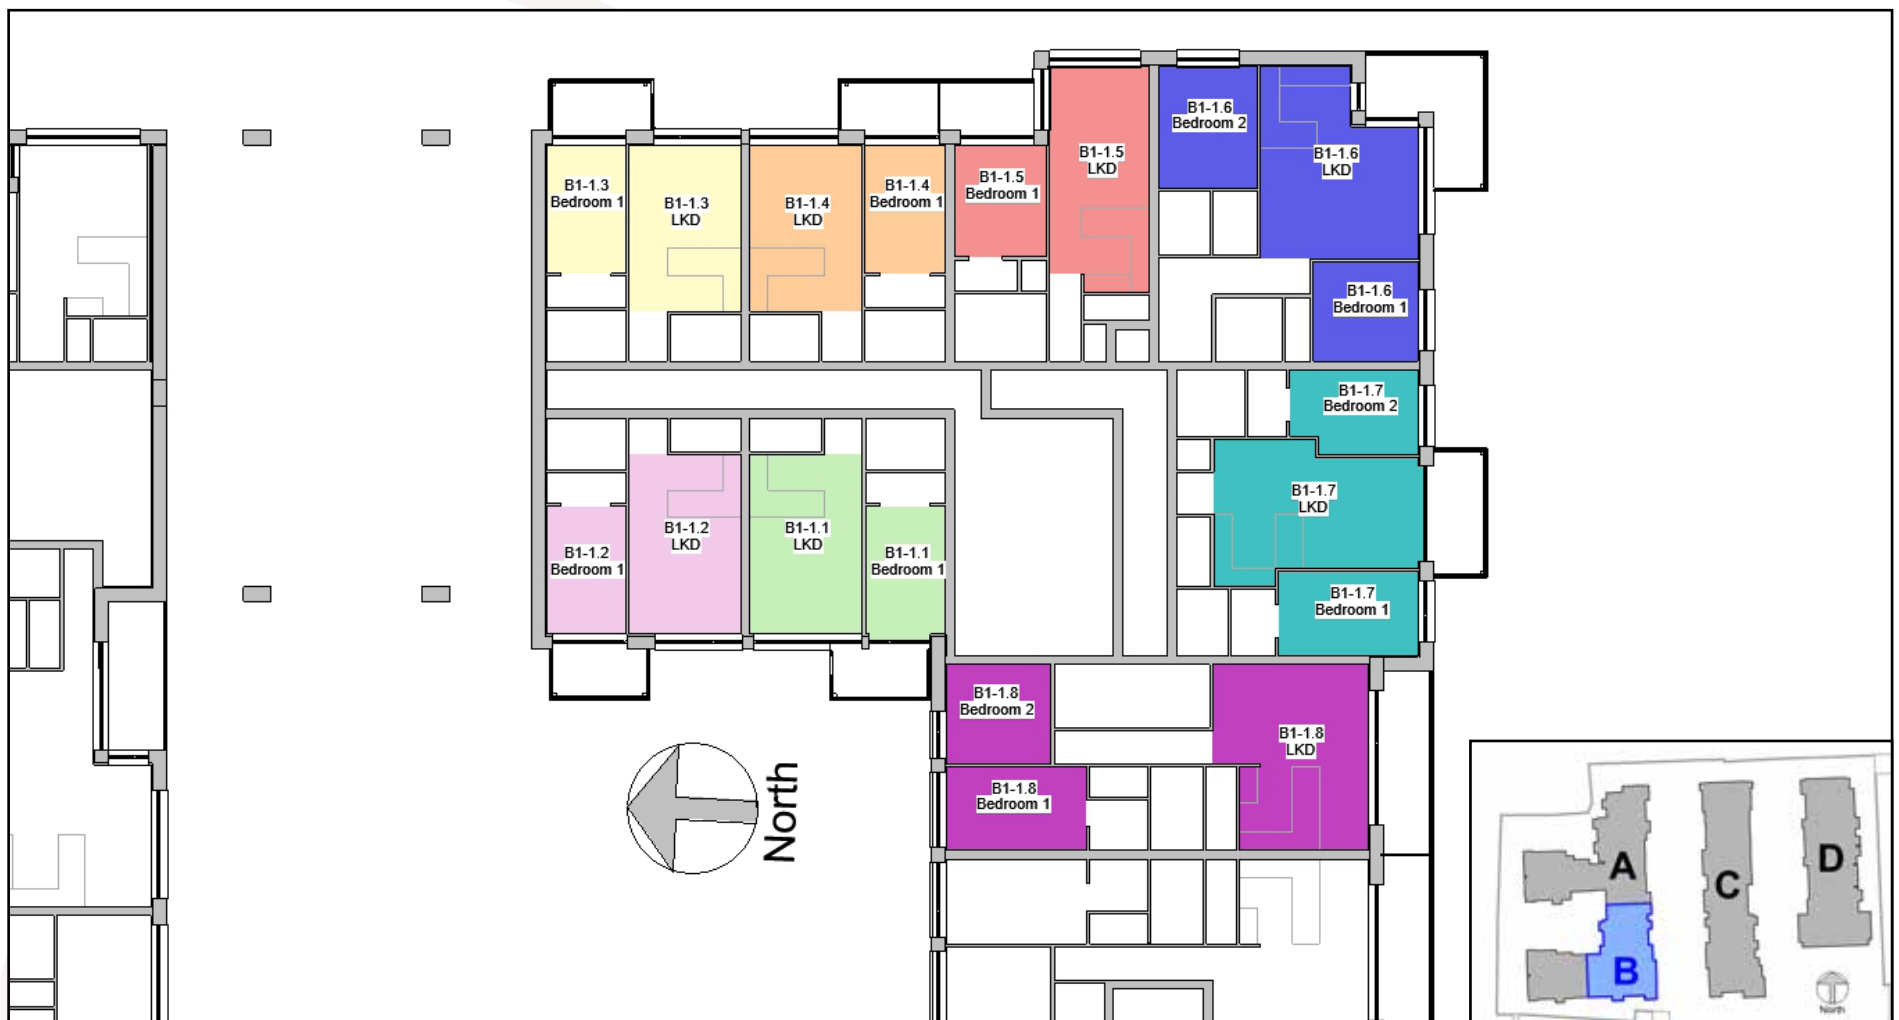 B1-1.3
Bedroom 1
B1-1.3
LKD
B1-1.4
LKD
B1-1.4
Bedroom 1
B1-1.5
Bedroom 1
B1-1.5
LKD
B1-1.6
Bedroom 2
B1-1.6
LKD
B1-1.6
Bedroom 1
B1-1.7
Bedroom 2
B1-1.7
LKD
B1-1.7
Bedroom 1
B1-1.2
Bedroom 1
B1-1.2
LKD
B1-1.1
LKD
B1-1.1
Bedroom 1
B1-1.8
Bedroom 2
B1-1.8
LKD
B1-1.8
Bedroom 1
North
A
B
C
D
North